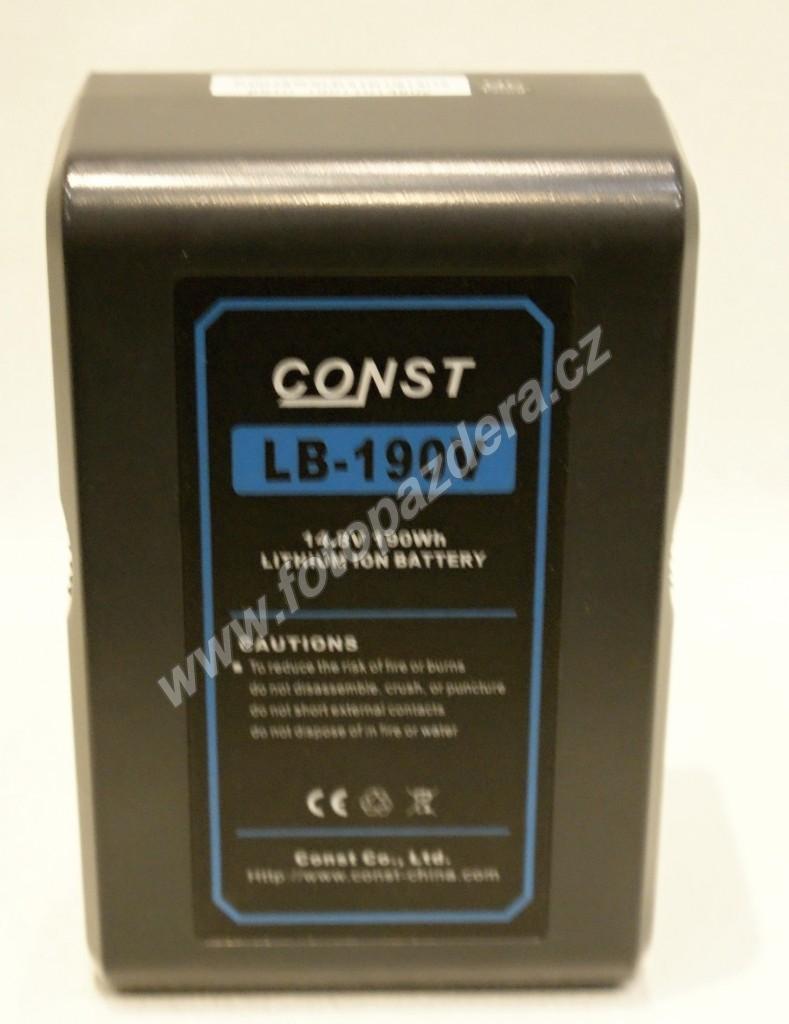 CONST
LB-190V
14.8V 190Wh
LITHIUM ION BATTERY
CAUTIONS
To reduce the risk of fire or burns
do not disassemble, crush, or puncture
do not short external contacts
do not dispose of in fire or water
CE
Const Co., Ltd.
Http://www.const-china.com
www.fotopazdera.cz